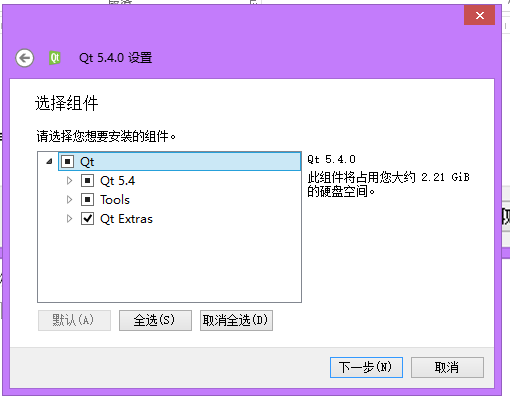 Qt 5.4.0 设置
选择组件
请选择您想要安装的组件。
Qt
Qt 5.4
Tools
Qt Extras
Qt 5.4.0
此组件将占用您大约 2.21 GiB
的硬盘空间。
默认(A)
全选(S)
取消全选(D)
下一步(N)
取消